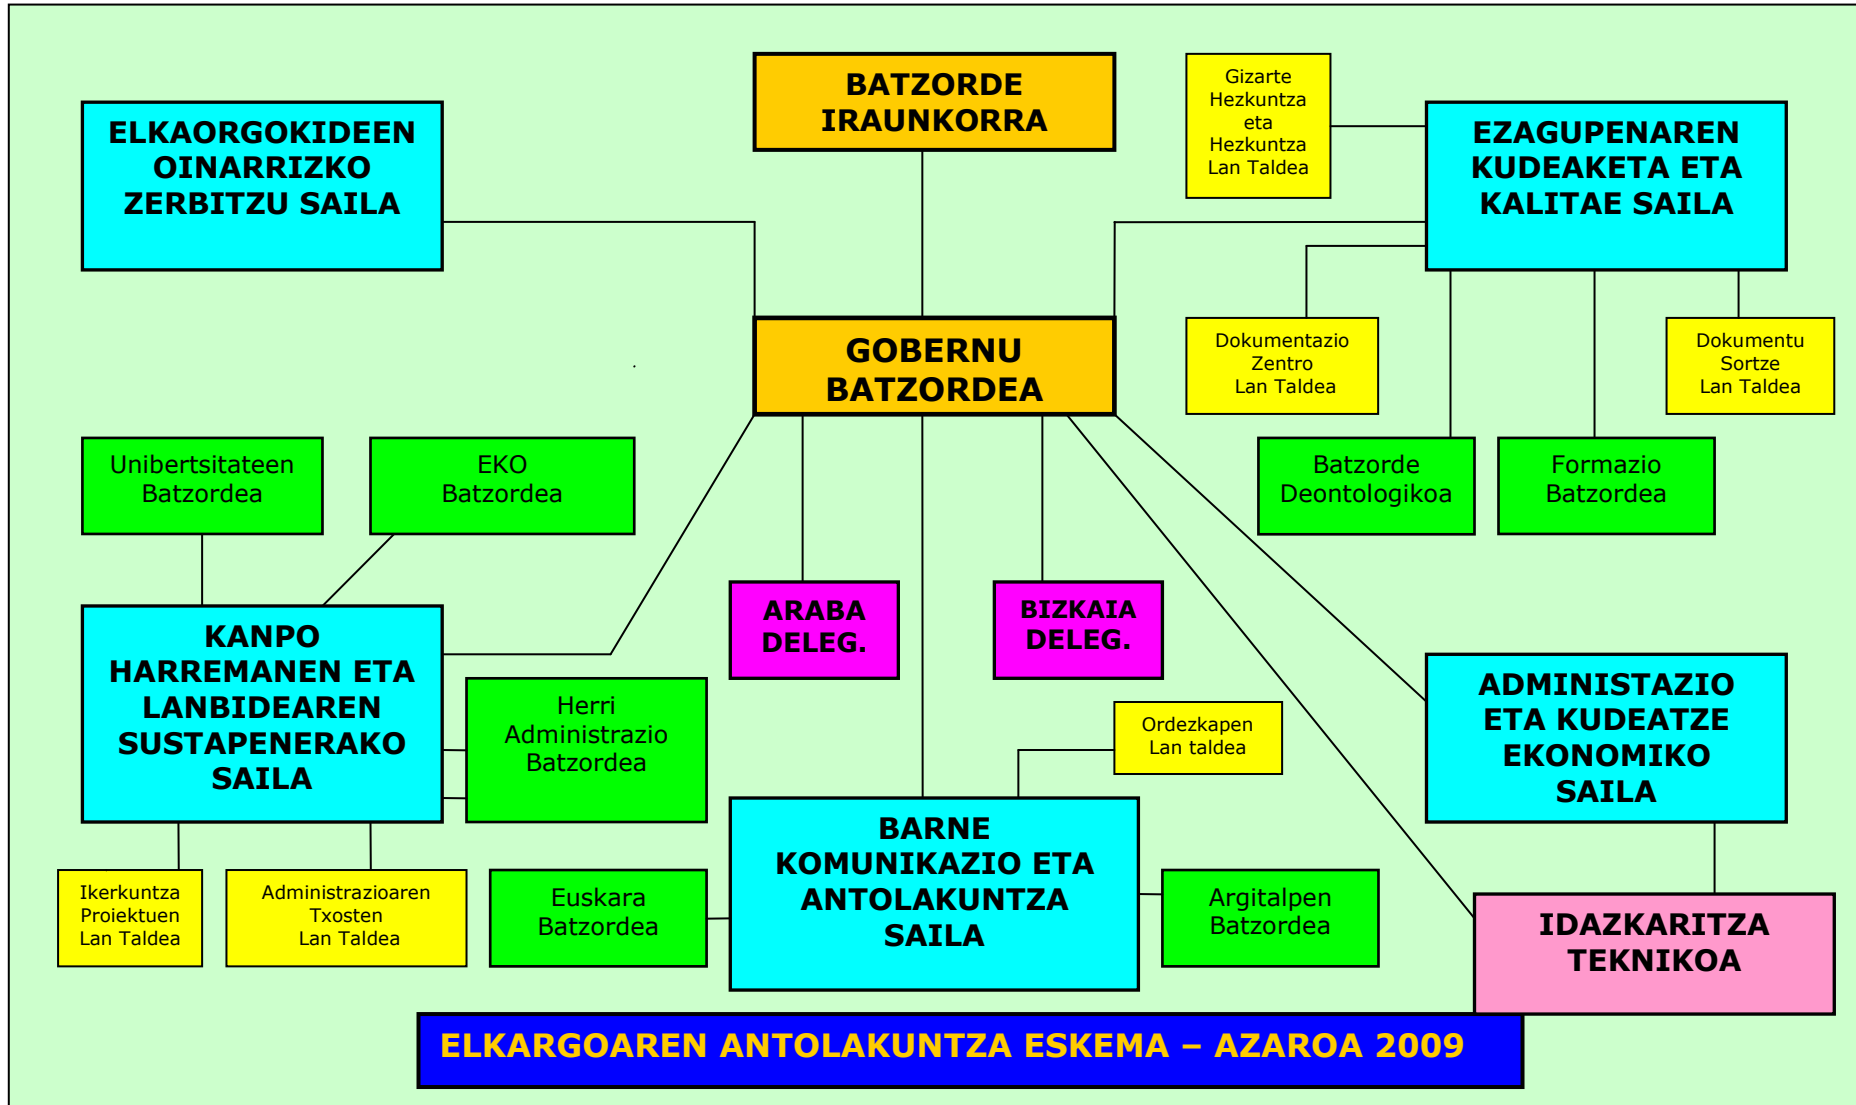 BATZORDE
IRAUNKORRA
Gizarte
Hezkuntza
eta
Hezkuntza
Lan Taldea
ELKAORGOKIDEEN
OINARRIZKO
ZERBITZU SAILA
EZAGUPENAREN
KUDEAKETA ETA
KALITAE SAILA
GOBERNU
BATZORDEA
Dokumentazio
Zentro
Lan Taldea
Dokumentu
Sortze
Lan Taldea
Unibertsitateen
Batzordea
EKO
Batzordea
Batzorde
Deontologikoa
Formazio
Batzordea
ARABA
DELEG.
BIZKAIA
DELEG.
KANPO
HARREMANEN ETA
LANBIDEAREN
SUSTAPENERAKO
SAILA
Herri
Administrazio
Batzordea
Ordezkapen
Lan taldea
ADMINISTAZIO
ETA KUDEATZE
EKONOMIKO
SAILA
BARNE
KOMUNIKAZIO ETA
ANTOLAKUNTZA
SAILA
Ikerkuntza
Proiektuen
Lan Taldea
Administrazioaren
Txosten
Lan Taldea
Euskara
Batzordea
Argitalpen
Batzordea
IDAZKARITZA
TEKNIKOA
ELKARGOAREN ANTOLAKUNTZA ESKEMA – AZAROA 2009